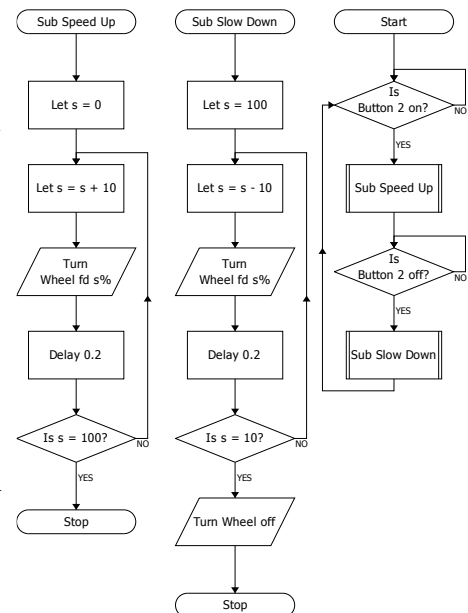 Sub Speed Up
Let s = 0
Let s = s + 10
Turn
Wheel fd s%
Delay 0.2
Is s = 100?
NO
YES
Stop
Sub Slow Down
Let s = 100
Let s = s - 10
Turn
Wheel fd s%
Delay 0.2
Is s = 10?
NO
YES
Turn Wheel off
Stop
Start
Is
Button 2 on?
NO
YES
Sub Speed Up
Is
Button 2 off?
NO
YES
Sub Slow Down